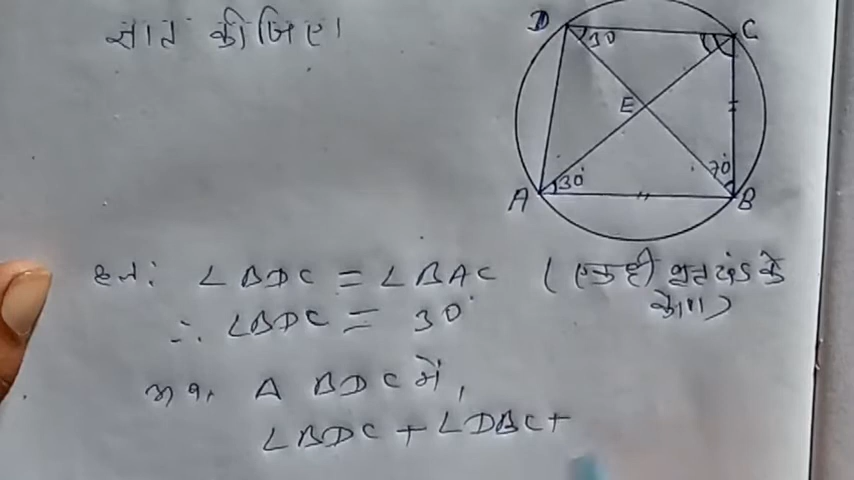 ज्ञात कीजिए।
D 30 C
E
A 30° 70° B
हल: ∠BDC = ∠BAC (एक ही वृतखंड के
कोण)
∴ ∠BDC = 30°
अब, Δ BDC में,
∠BDC + ∠DBC +